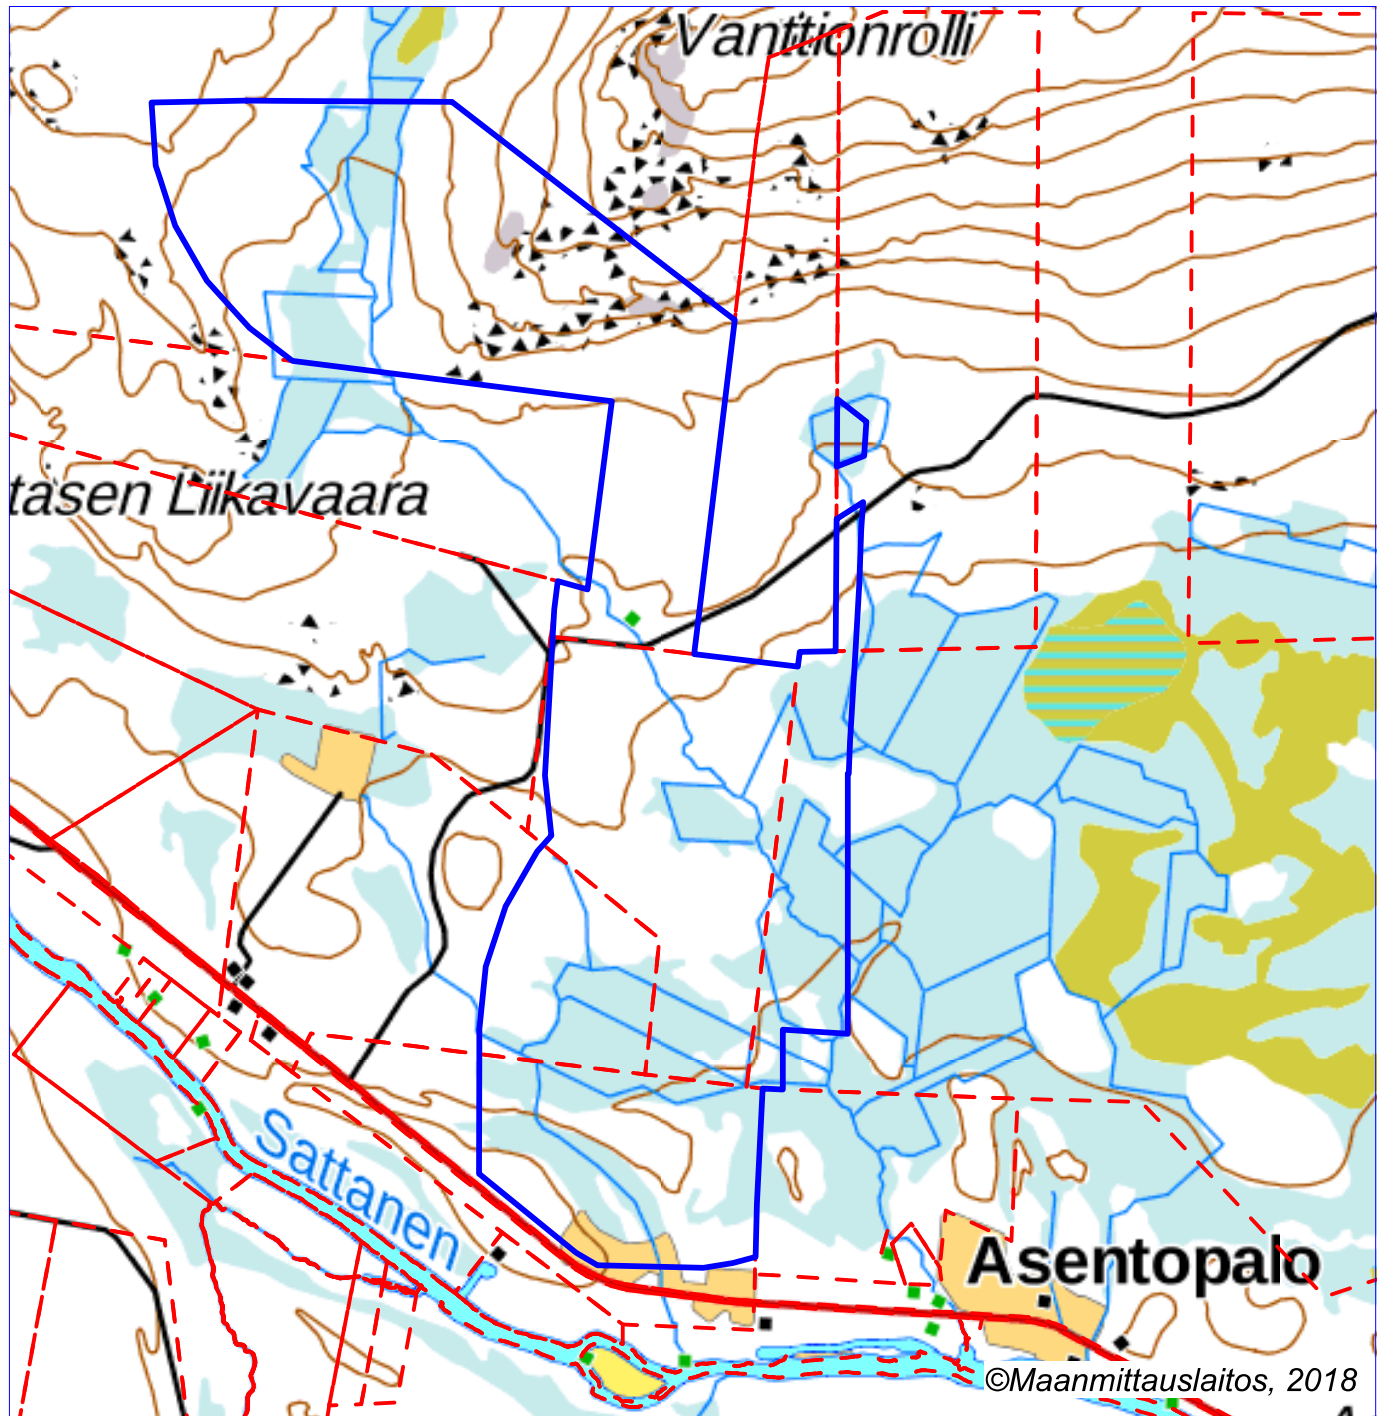 Vanttionrolli
tasen Liikavaara
Sattanen
Asentopalo
©Maanmittauslaitos, 2018